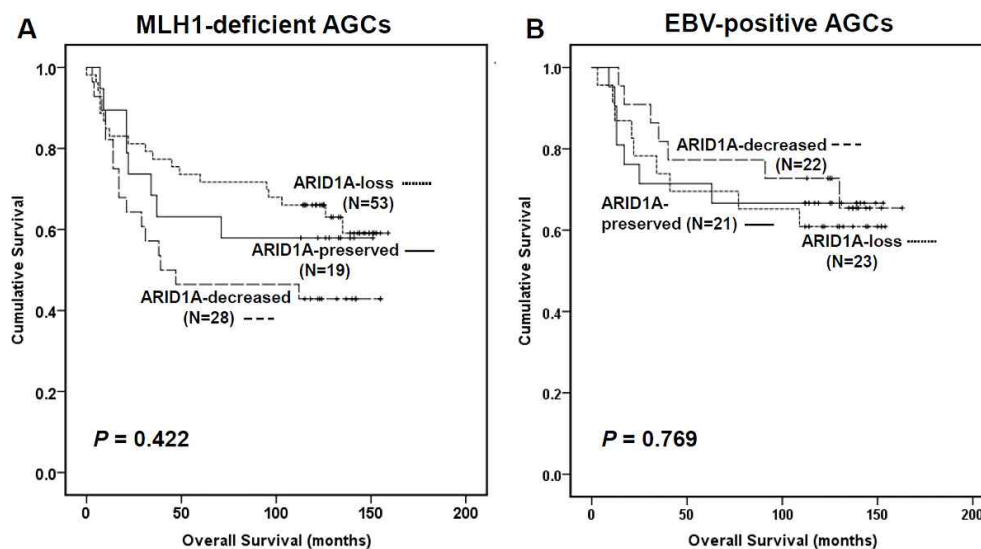 A
MLH1-deficient AGCs
1.0
0.8
0.6
0.4
0.2
0.0
Cumulative Survival
ARID1A-loss
(N=53)
ARID1A-preserved
(N=19)
ARID1A-decreased
(N=28)
P = 0.422
0
50
100
150
200
Overall Survival (months)
B
EBV-positive AGCs
1.0
0.8
0.6
0.4
0.2
0.0
Cumulative Survival
ARID1A-decreased
(N=22)
ARID1A-
preserved (N=21)
ARID1A-loss
(N=23)
P = 0.769
0
50
100
150
200
Overall Survival (months)